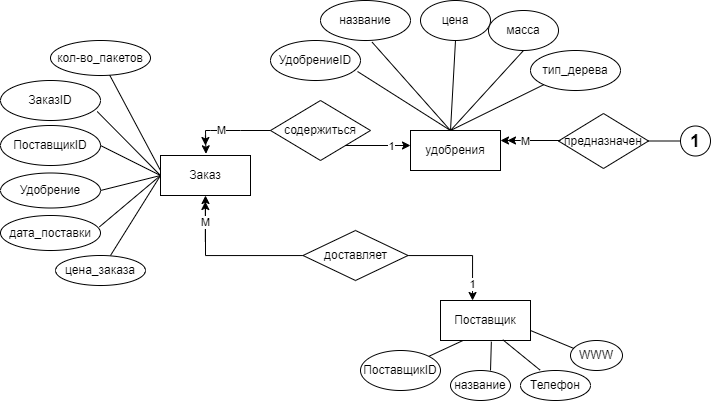 название
цена
масса
кол-во_пакетов
УдобрениеID
тип_дерева
ЗаказID
M
содержиться
ПоставщикID
1
удобрения
M
предназначен
1
Заказ
Удобрение
M
дата_поставки
доставляет
цена_заказа
1
Поставщик
WWW
ПоставщикID
название
Телефон